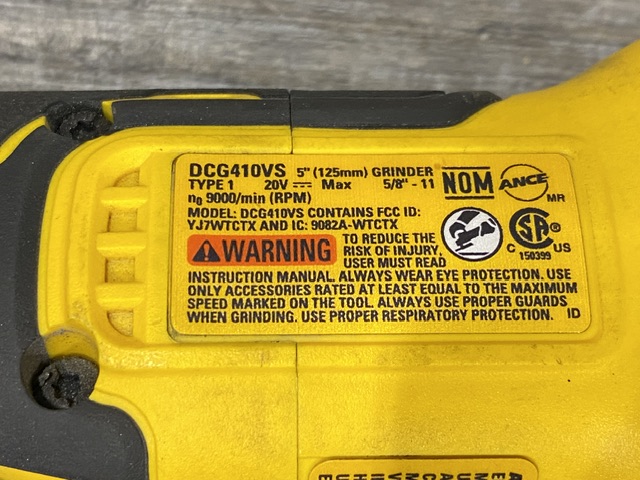 DCG410VS 5" (125mm) GRINDER
TYPE 1 20V Max 5/8" - 11
n0 9000/min (RPM)
NOM ANCE MR
MODEL: DCG410VS CONTAINS FCC ID:
YJ7WTCTX AND IC: 9082A-WTCTX
SA C US 150399
WARNING TO REDUCE THE
RISK OF INJURY,
USER MUST READ
INSTRUCTION MANUAL. ALWAYS WEAR EYE PROTECTION. USE
ONLY ACCESSORIES RATED AT LEAST EQUAL TO THE MAXIMUM
SPEED MARKED ON THE TOOL. ALWAYS USE PROPER GUARDS
WHEN GRINDING. USE PROPER RESPIRATORY PROTECTION. ID